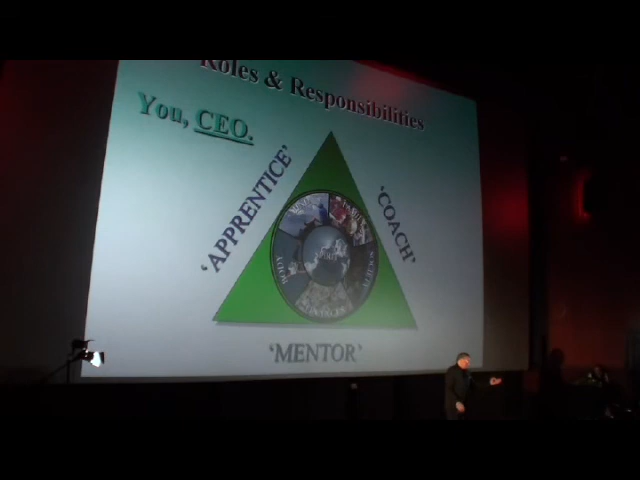 Roles & Responsibilities
You, CEO.
‘APPRENTICE’
‘COACH’
‘MENTOR’